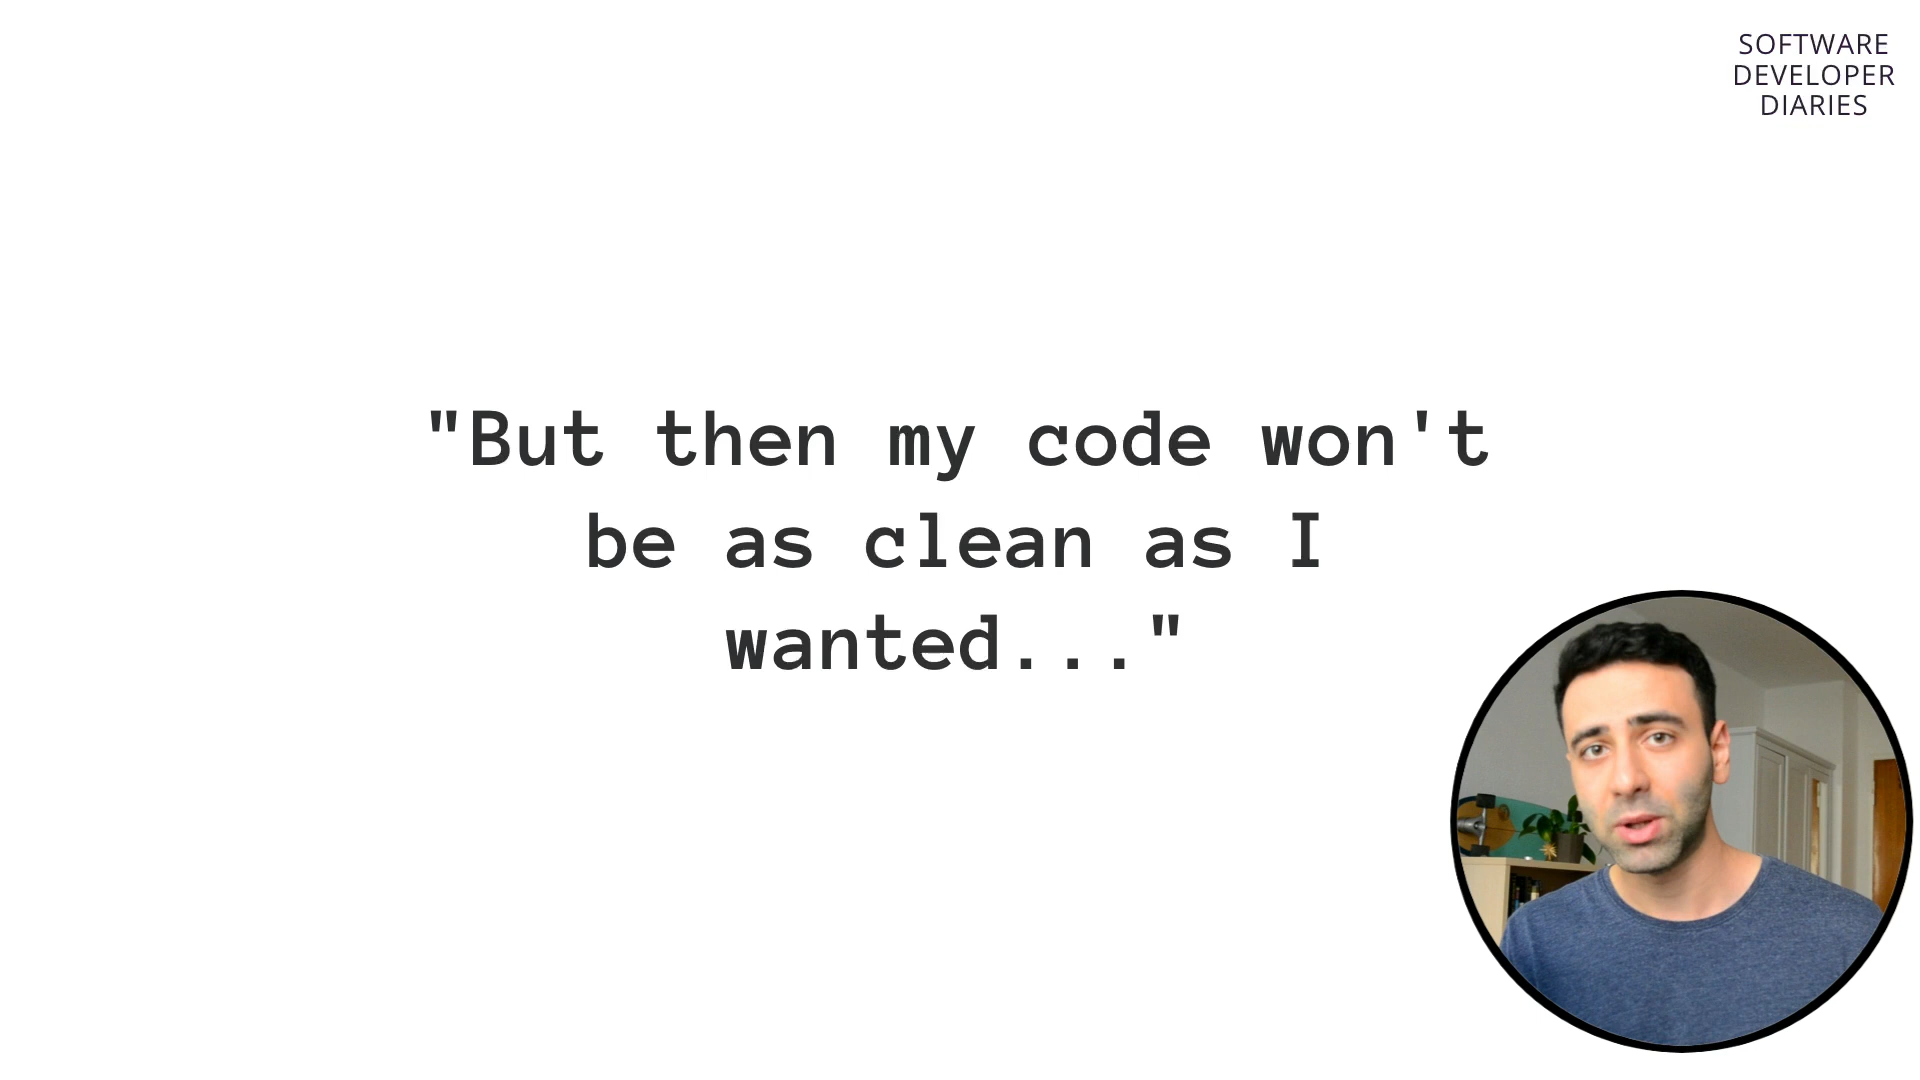 SOFTWARE
DEVELOPER
DIARIES
"But then my code won't
be as clean as I
wanted..."